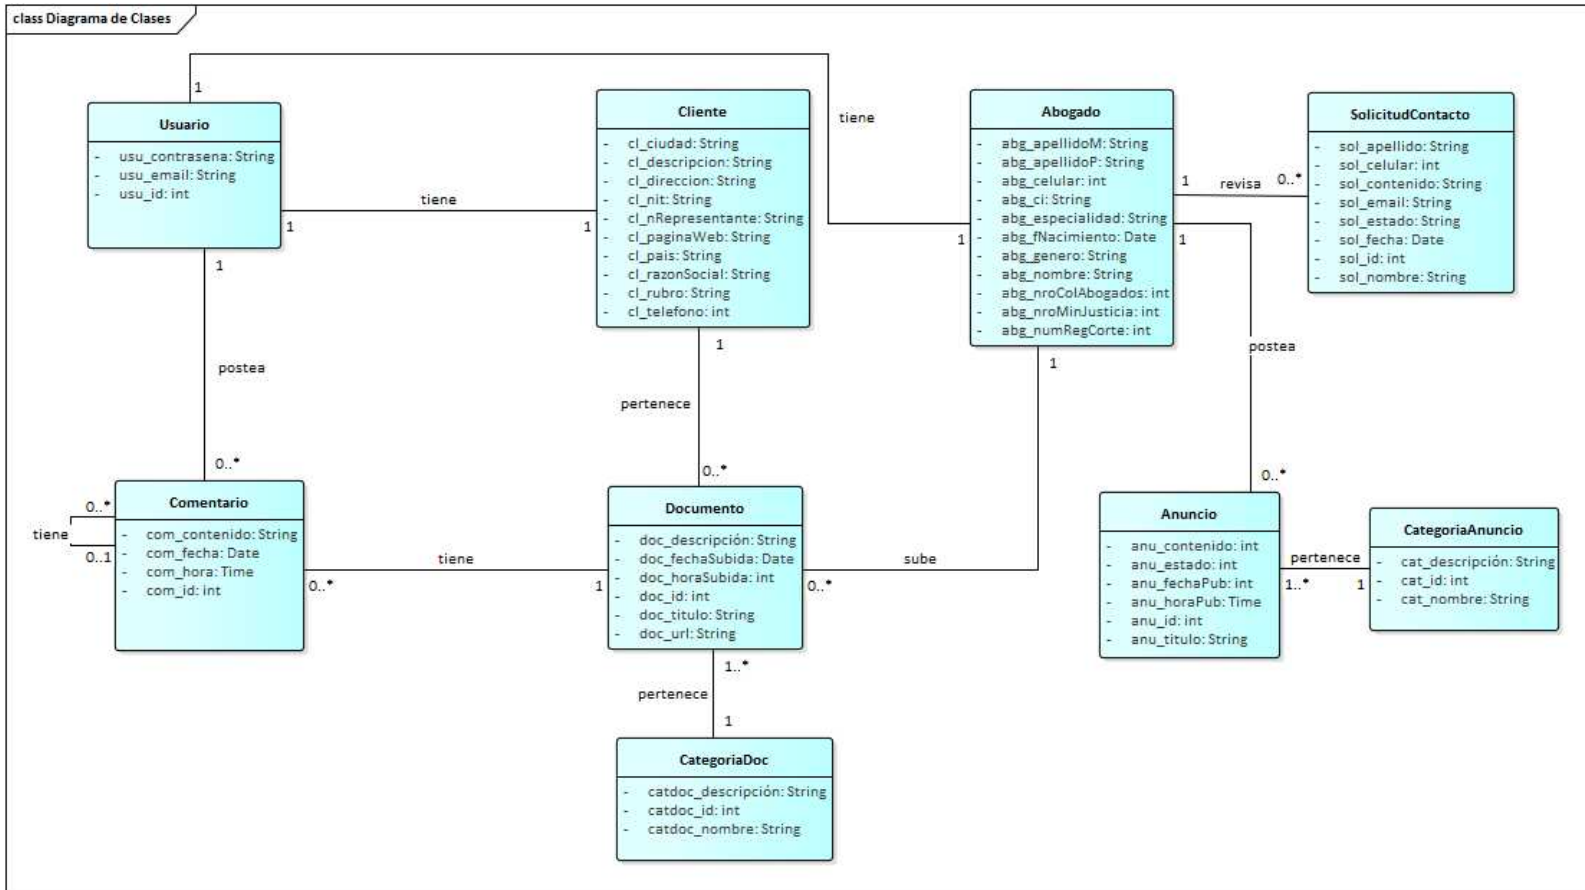 class Diagrama de Clases
Usuario
- usu_contrasena: String
- usu_email: String
- usu_id: int
Cliente
- cl_ciudad: String
- cl_descripcion: String
- cl_direccion: String
- cl_nit: String
- cl_nRepresentante: String
- cl_paginaWeb: String
- cl_pais: String
- cl_razonSocial: String
- cl_rubro: String
- cl_telefono: int
Abogado
- abg_apellidoM: String
- abg_apellidoP: String
- abg_celular: int
- abg_ci: String
- abg_especialidad: String
- abg_fNacimiento: Date
- abg_genero: String
- abg_nombre: String
- abg_nroColAbogados: int
- abg_nroMinJusticia: int
- abg_numRegCorte: int
SolicitudContacto
- sol_apellido: String
- sol_celular: int
- sol_contenido: String
- sol_email: String
- sol_estado: String
- sol_fecha: Date
- sol_id: int
- sol_nombre: String
1
tiene
1
1
tiene
1
1
revisa
0..*
1
postea
0..*
1
pertenece
0..*
1
sube
0..*
1
postea
0..*
Comentario
- com_contenido: String
- com_fecha: Date
- com_hora: Time
- com_id: int
0..*
tiene
0..1
0..*
tiene
1
Documento
- doc_descripción: String
- doc_fechaSubida: Date
- doc_horaSubida: int
- doc_id: int
- doc_titulo: String
- doc_url: String
Anuncio
- anu_contenido: int
- anu_estado: int
- anu_fechaPub: int
- anu_horaPub: Time
- anu_id: int
- anu_titulo: String
pertenece
1..*
1
CategoriaAnuncio
- cat_descripción: String
- cat_id: int
- cat_nombre: String
1..*
pertenece
1
CategoriaDoc
- catdoc_descripción: String
- catdoc_id: int
- catdoc_nombre: String